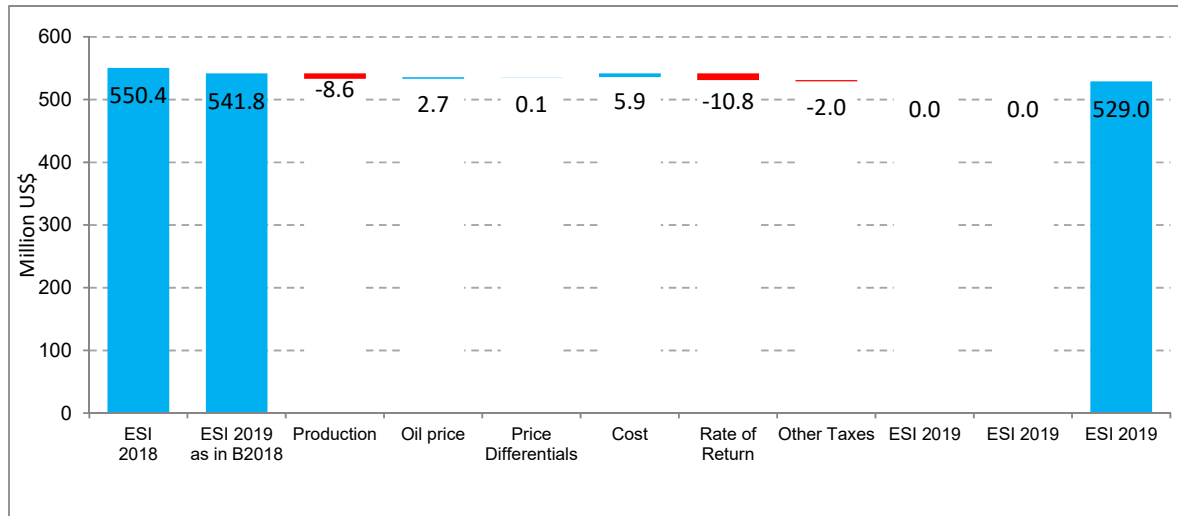 Million US$
600
500
400
300
200
100
0
550.4
541.8
-8.6
2.7
0.1
5.9
-10.8
-2.0
0.0
0.0
529.0
ESI
2018
ESI 2019
as in B2018
Production
Oil price
Price
Differentials
Cost
Rate of
Return
Other Taxes
ESI 2019
ESI 2019
ESI 2019